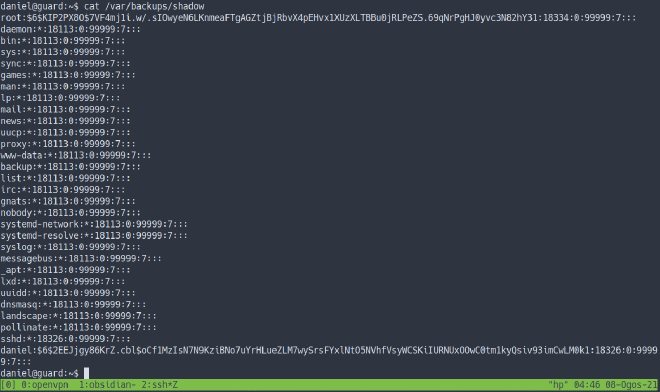 daniel@guard:~$ cat /var/backups/shadow
root:$6$KIP2PX8O$7VF4mj1i.w/.sIOwyeN6LKnmeaFTgAGZtjBjRbvX4pEHvx1XUzXLTBBu0jRLPeZS.69qNrPgHJ0yvc3N82hY31:18334:0:99999:7:::
daemon:*:18113:0:99999:7:::
bin:*:18113:0:99999:7:::
sys:*:18113:0:99999:7:::
sync:*:18113:0:99999:7:::
games:*:18113:0:99999:7:::
man:*:18113:0:99999:7:::
lp:*:18113:0:99999:7:::
mail:*:18113:0:99999:7:::
news:*:18113:0:99999:7:::
uucp:*:18113:0:99999:7:::
proxy:*:18113:0:99999:7:::
www-data:*:18113:0:99999:7:::
backup:*:18113:0:99999:7:::
list:*:18113:0:99999:7:::
irc:*:18113:0:99999:7:::
gnats:*:18113:0:99999:7:::
nobody:*:18113:0:99999:7:::
systemd-network:*:18113:0:99999:7:::
systemd-resolve:*:18113:0:99999:7:::
syslog:*:18113:0:99999:7:::
messagebus:*:18113:0:99999:7:::
_apt:*:18113:0:99999:7:::
lxd:*:18113:0:99999:7:::
uuidd:*:18113:0:99999:7:::
dnsmasq:*:18113:0:99999:7:::
landscape:*:18113:0:99999:7:::
pollinate:*:18113:0:99999:7:::
sshd:*:18326:0:99999:7:::
daniel:$6$2EEJjgy86KrZ.cbl$oCf1MzIsN7N9KziBNo7uYrHLueZLM7wySrsFYxlNtO5NVhfVsyWCSKiIURNUxOOwC0tm1kyQsiv93imCwLM0k1:18326:0:9999
9:7:::
daniel@guard:~$
[0] 0:openvpn 1:obsidian- 2:ssh*Z "hp" 04:46 08-Ogos-21